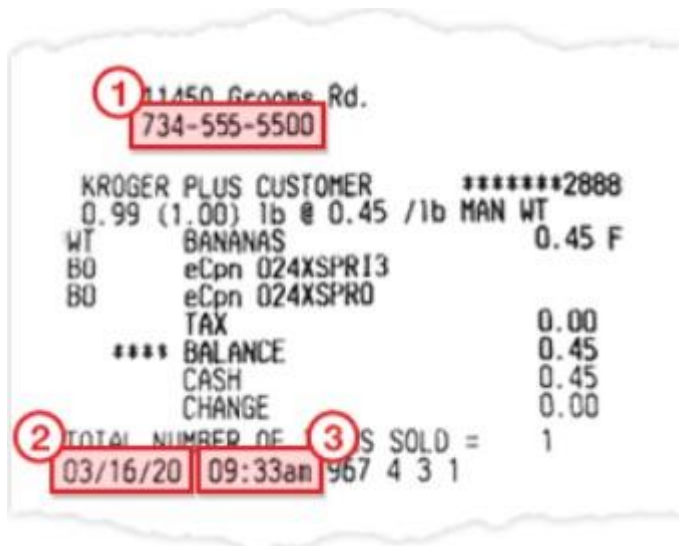 1
11450 Grooms Rd.
734-555-5500
KROGER PLUS CUSTOMER *******2888
0.99 (1.00) lb @ 0.45 /lb MAN WT
WT BANANAS 0.45 F
BO eCpn 024XSPRI3
BO eCpn 024XSPRO
TAX 0.00
**** BALANCE 0.45
CASH 0.45
CHANGE 0.00
2 TOTAL NUMBER OF 3 SOLD = 1
03/16/20 09:33am 967 4 3 1